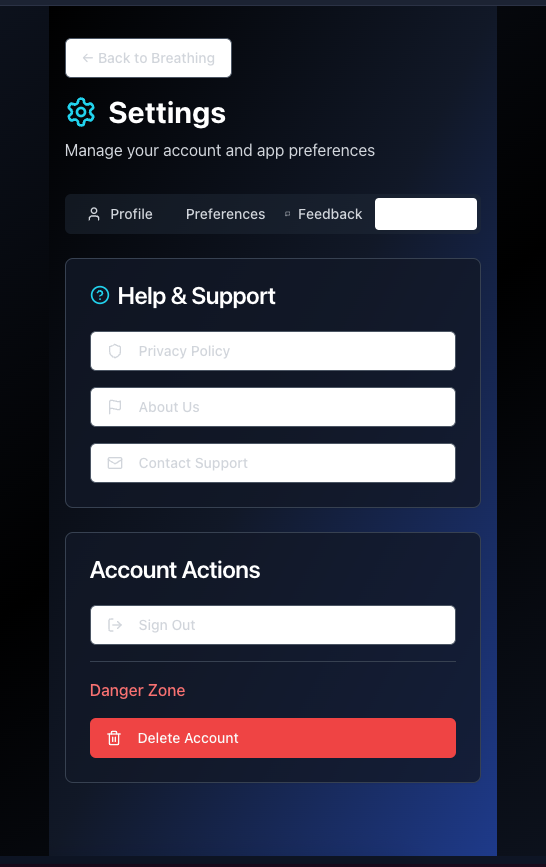 ← Back to Breathing
Settings
Manage your account and app preferences
Profile Preferences Feedback
Help & Support
Privacy Policy
About Us
Contact Support
Account Actions
Sign Out
Danger Zone
Delete Account